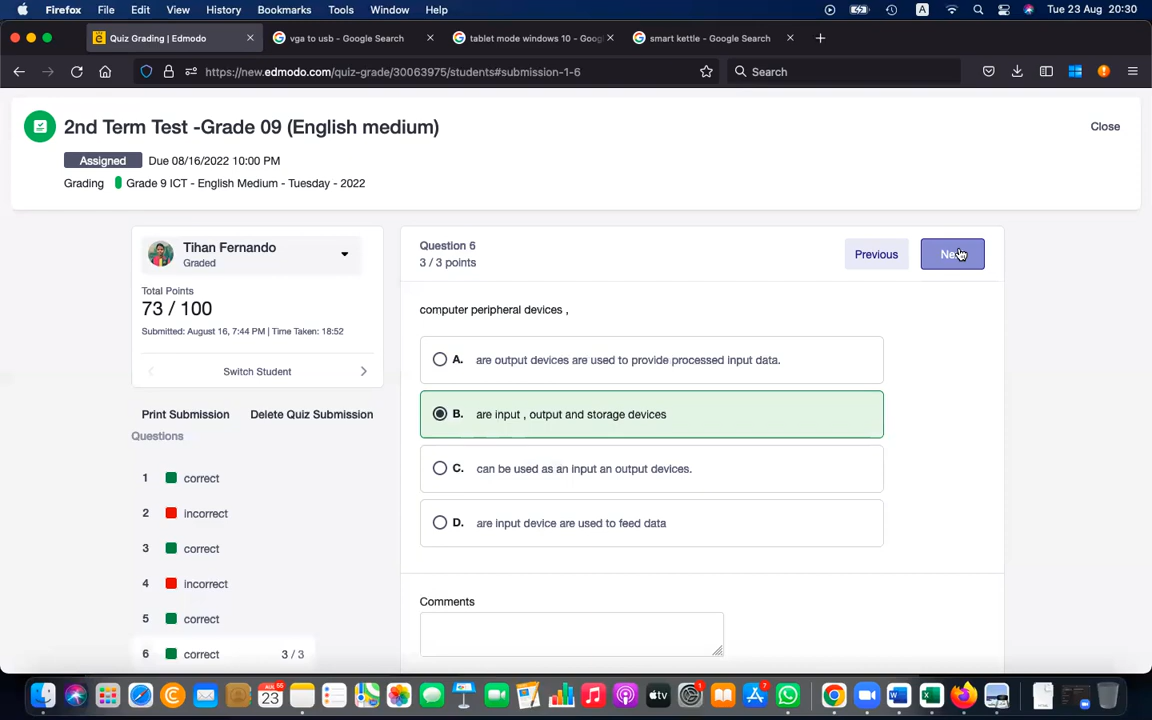 Firefox File Edit View History Bookmarks Tools Window Help A Tue 23 Aug 20:30
Quiz Grading | Edmodo vga to usb - Google Search tablet mode windows 10 - Goog smart kettle - Google Search
https://new.edmodo.com/quiz-grade/30063975/students#submission-1-6 Search
2nd Term Test -Grade 09 (English medium) Close
Assigned Due 08/16/2022 10:00 PM
Grading Grade 9 ICT - English Medium - Tuesday - 2022
Tihan Fernando
Graded
Total Points
73 / 100
Submitted: August 16, 7:44 PM | Time Taken: 18:52
Switch Student
Print Submission Delete Quiz Submission
Questions
1 correct
2 incorrect
3 correct
4 incorrect
5 correct
6 correct 3 / 3
Question 6
3 / 3 points
Previous
computer peripheral devices ,
A. are output devices are used to provide processed input data.
B. are input , output and storage devices
C. can be used as an input an output devices.
D. are input device are used to feed data
Comments